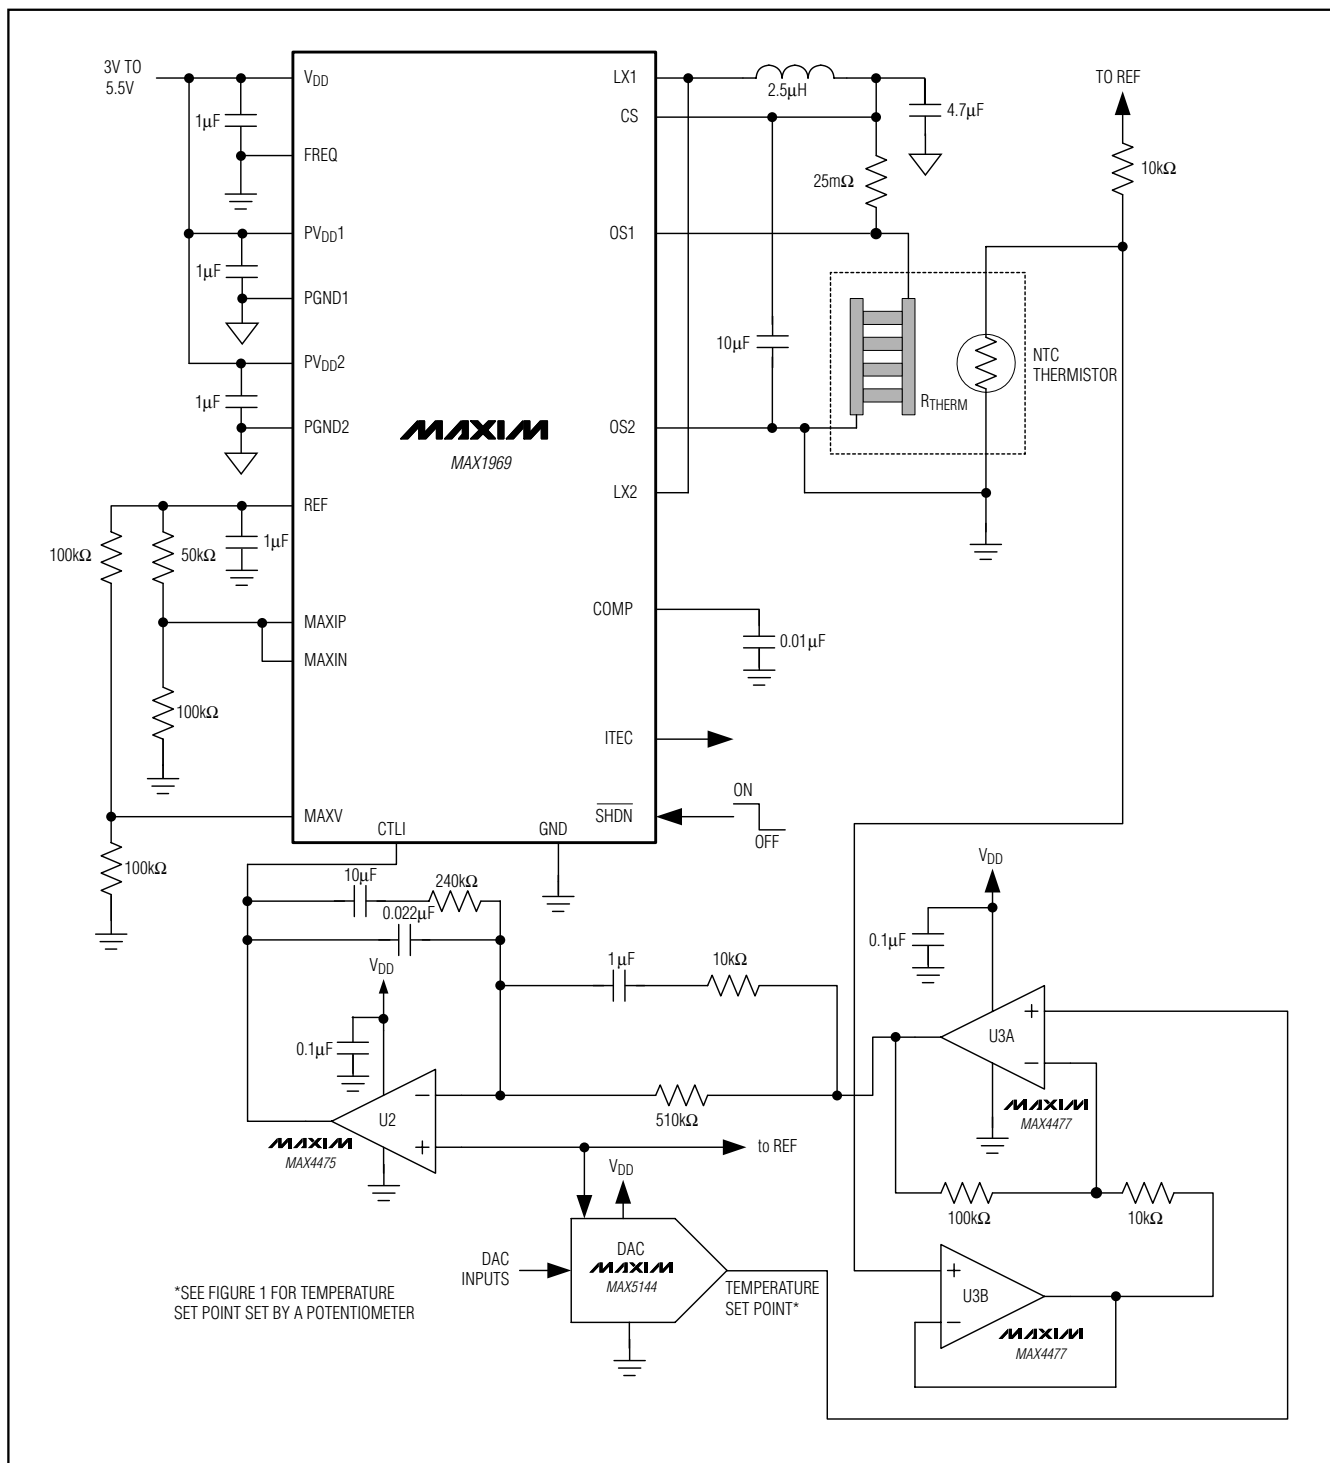 3V TO
5.5V
VDD
1µF
FREQ
PVDD1
1µF
PGND1
PVDD2
1µF
PGND2
REF
1µF
100kΩ
50kΩ
MAXIP
MAXIN
100kΩ
MAXV
100kΩ
CTLI
GND
MAXIM
MAX1969
LX1
CS
OS1
OS2
LX2
COMP
ITEC
SHDN
2.5µH
4.7µF
25mΩ
10µF
RTHERM
NTC
THERMISTOR
TO REF
10kΩ
0.01µF
ON
OFF
10µF
240kΩ
0.022µF
VDD
0.1µF
1µF
10kΩ
510kΩ
U2
−
+
MAXIM
MAX4475
to REF
VDD
0.1µF
U3A
+
−
MAXIM
MAX4477
100kΩ
10kΩ
VDD
DAC
INPUTS
DAC
MAXIM
MAX5144
TEMPERATURE
SET POINT*
+
−
U3B
MAXIM
MAX4477
*SEE FIGURE 1 FOR TEMPERATURE
SET POINT SET BY A POTENTIOMETER